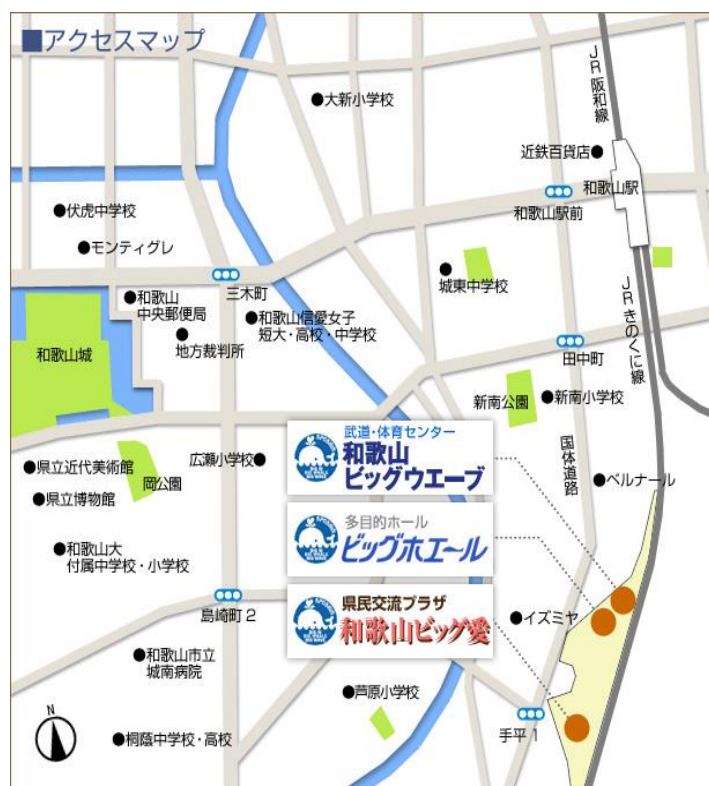 ■アクセスマップ
JR阪和線
●大新小学校
近鉄百貨店●
和歌山駅
和歌山駅前
●伏虎中学校
●モンティグレ
三木町
城東中学校
●和歌山
中央郵便局
●和歌山信愛女子
短大・高校・中学校
地方裁判所
JRきのくに線
田中町
和歌山城
新南公園
●新南小学校
武道・体育センター
和歌山
ビッグウエーブ
国体道路
広瀬小学校●
●県立近代美術館
岡公園
●ベルナール
●県立博物館
多目的ホール
ビッグホエール
●和歌山大
付属中学校・小学校
県民交流プラザ
和歌山ビッグ愛
島崎町2
●イズミヤ
●和歌山市立
城南病院
●芦原小学校
手平1
N
●桐蔭中学校・高校